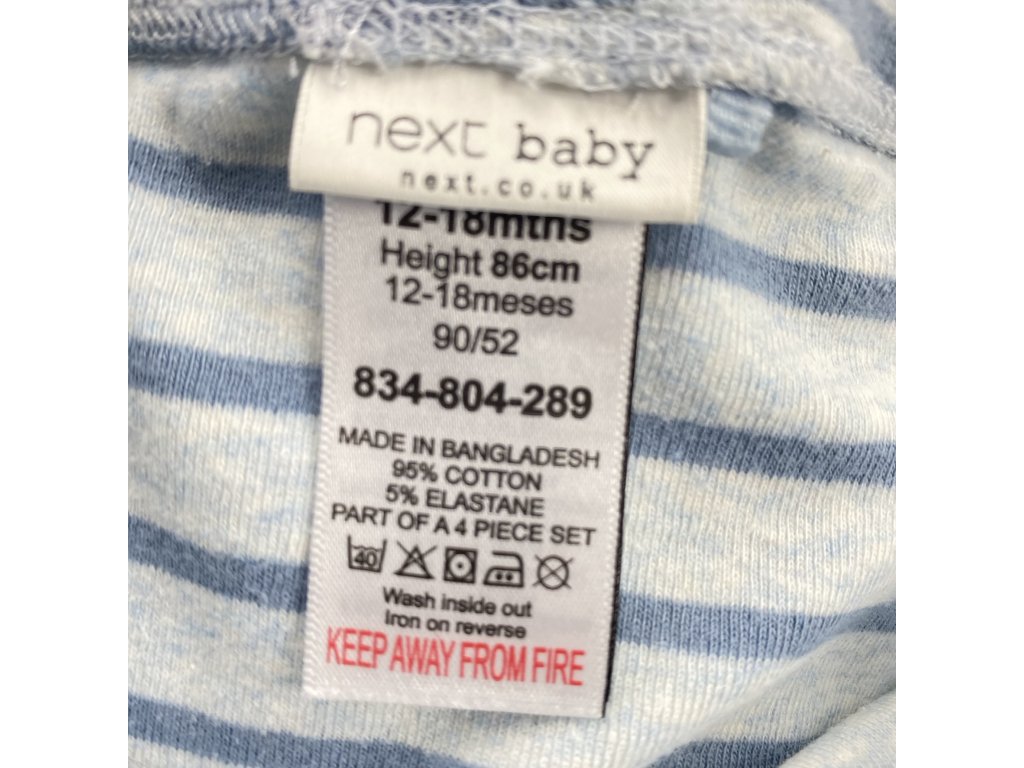 next baby
next.co.uk
12-18mths
Height 86cm
12-18meses
90/52
834-804-289
MADE IN BANGLADESH
95% COTTON
5% ELASTANE
PART OF A 4 PIECE SET
40
Wash inside out
Iron on reverse
KEEP AWAY FROM FIRE